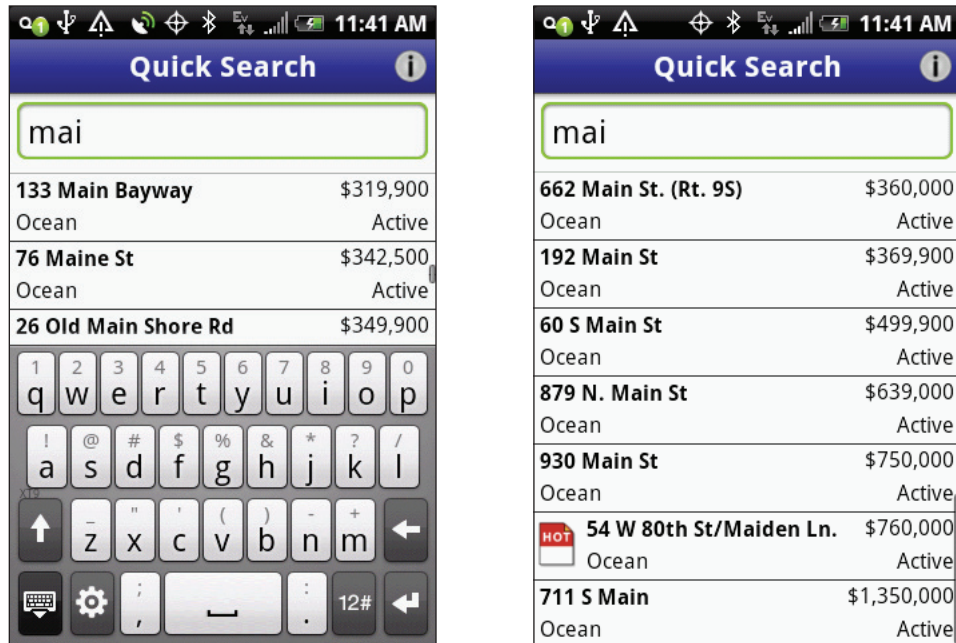 1 Ev 11:41 AM
Quick Search i
mai
133 Main Bayway $319,900
Ocean Active
76 Maine St $342,500
Ocean Active
26 Old Main Shore Rd $349,900
1 2 3 4 5 6 7 8 9 0
q w e r t y u i o p
! @ # $ % & * ? /
a s d f g h j k l
XT9
_ " ' ( ) - +
z x c v b n m
; :
, . 12#
1 Ev 11:41 AM
Quick Search i
mai
662 Main St. (Rt. 9S) $360,000
Ocean Active
192 Main St $369,900
Ocean Active
60 S Main St $499,900
Ocean Active
879 N. Main St $639,000
Ocean Active
930 Main St $750,000
Ocean Active
HOT 54 W 80th St/Maiden Ln. $760,000
Ocean Active
711 S Main $1,350,000
Ocean Active